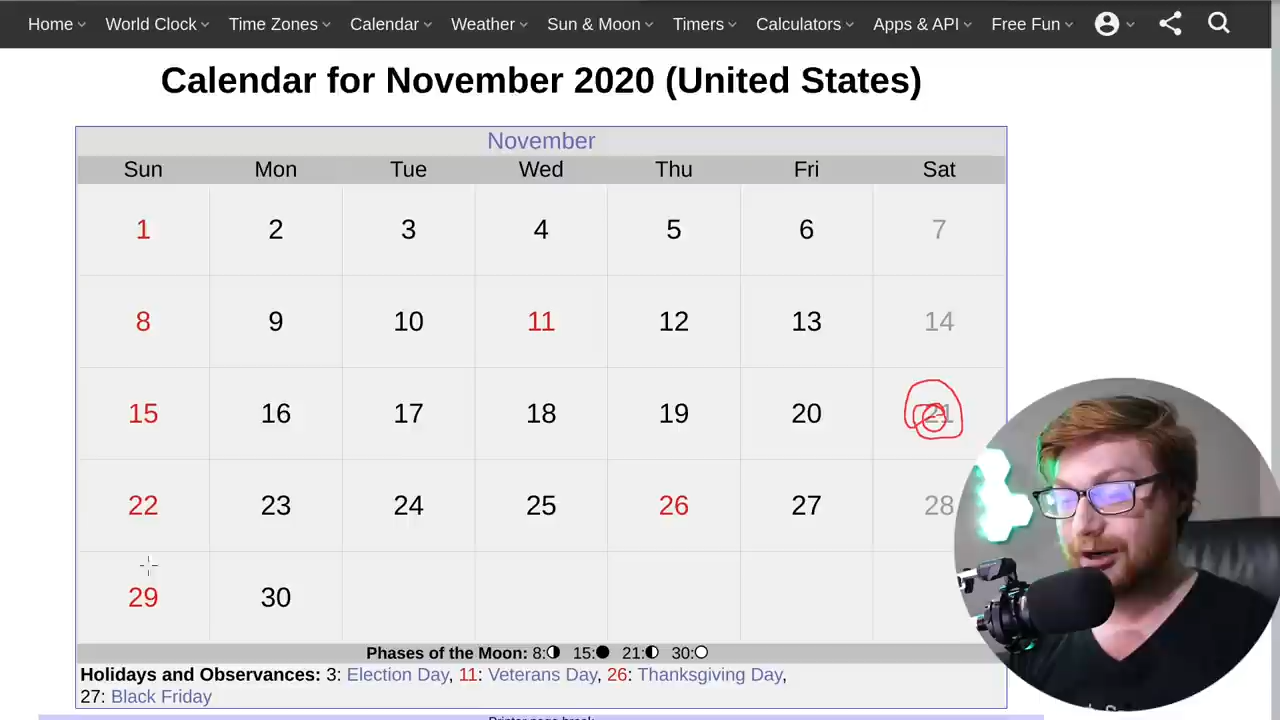 Home World Clock Time Zones Calendar Weather Sun & Moon Timers Calculators Apps & API Free Fun
Calendar for November 2020 (United States)
November
Sun Mon Tue Wed Thu Fri Sat
1 2 3 4 5 6 7
8 9 10 11 12 13 14
15 16 17 18 19 20 21
22 23 24 25 26 27 28
29 30
Phases of the Moon: 8: 15: 21: 30:
Holidays and Observances: 3: Election Day, 11: Veterans Day, 26: Thanksgiving Day,
27: Black Friday
Printer page break